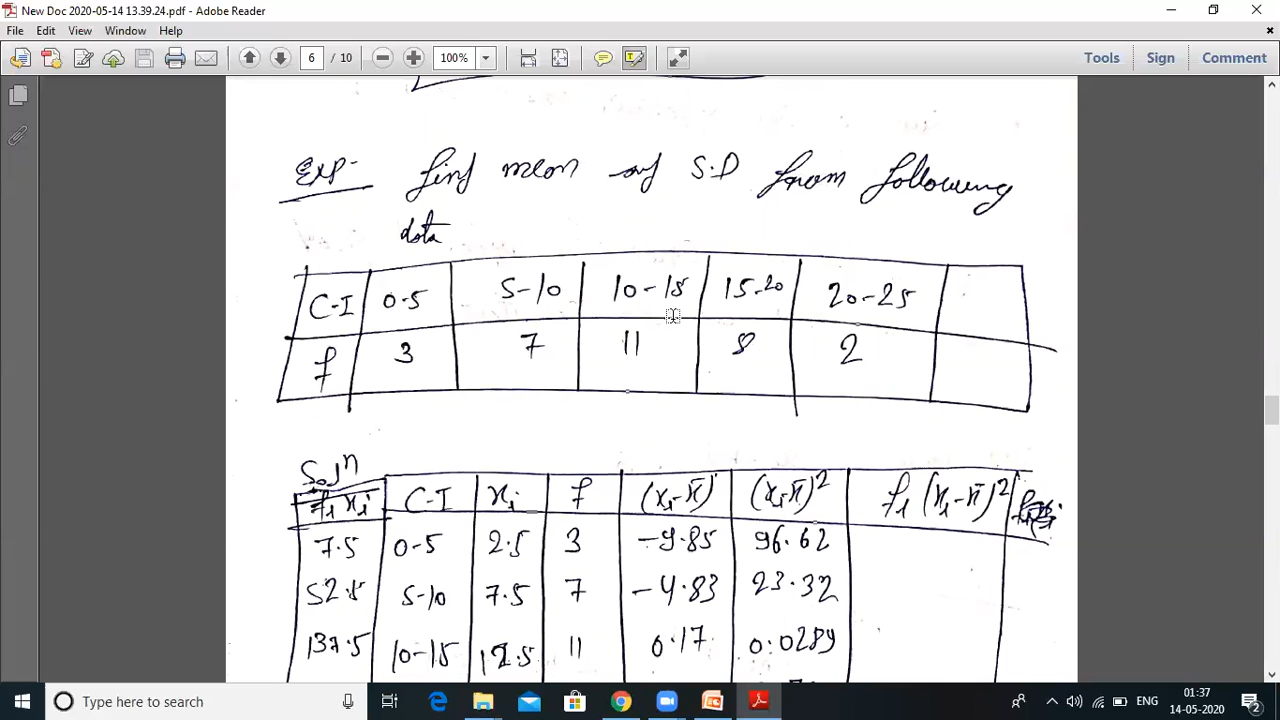 New Doc 2020-05-14 13.39.24.pdf - Adobe Reader
File Edit View Window Help
6 / 10 100% Tools Sign Comment
Exp- find mean and S.D from following
data
C-I 0-5 5-10 10-15 15-20 20-25
f 3 7 11 8 2
Solⁿ
fᵢ xᵢ C-I xᵢ f (xᵢ-x̄) (xᵢ-x̄)² fᵢ (xᵢ-x̄)²
7.5 0-5 2.5 3 -9.85 96.62
52.5 5-10 7.5 7 -4.83 23.32
137.5 10-15 12.5 11 0.17 0.0289
Type here to search
ENG
01:37
14-05-2020
2